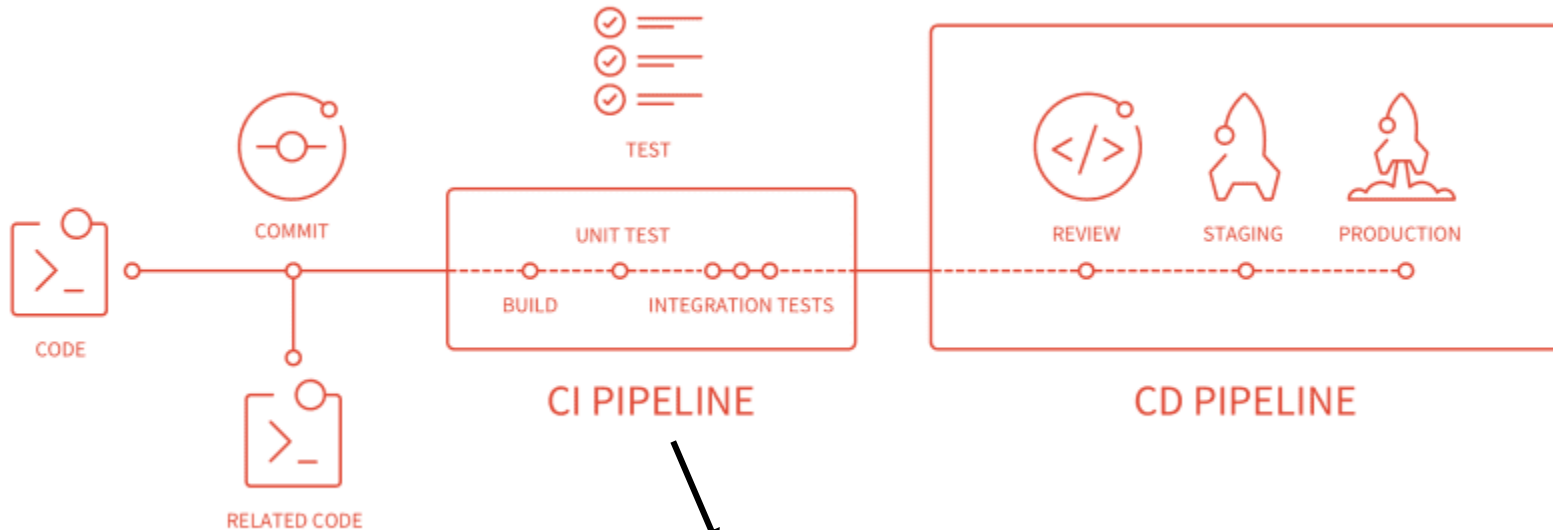 TEST
COMMIT
UNIT TEST
REVIEW
STAGING
PRODUCTION
BUILD
INTEGRATION TESTS
CODE
CI PIPELINE
CD PIPELINE
RELATED CODE